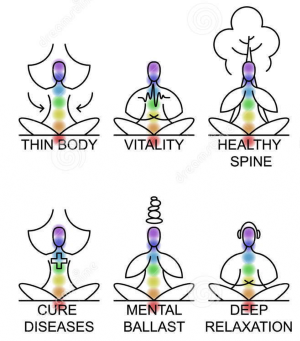 THIN BODY
VITALITY
HEALTHY
SPINE
CURE
DISEASES
MENTAL
BALLAST
DEEP
RELAXATION